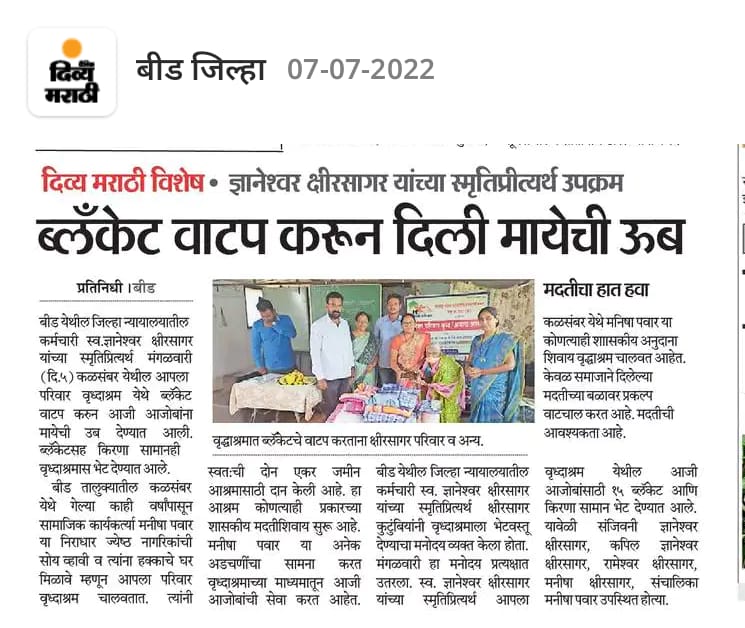 दिव्य
मराठी
बीड जिल्हा 07-07-2022
दिव्य मराठी विशेष • ज्ञानेश्वर क्षीरसागर यांच्या स्मृतिप्रीत्यर्थ उपक्रम
ब्लँकेट वाटप करून दिली मायेची ऊब
प्रतिनिधी । बीड
बीड येथील जिल्हा न्यायालयातील
कर्मचारी स्व.ज्ञानेश्वर क्षीरसागर
यांच्या स्मृतिप्रित्यर्थ मंगळवारी
(दि.५) कळसंबर येथील आपला
परिवार वृध्दाश्रम येथे ब्लॅकेट
वाटप करुन आजी आजोबांना
मायेची उब देण्यात आली.
ब्लॅकेटसह किरणा सामानही
वृध्दाश्रमास भेट देण्यात आले.
बीड तालुक्यातील कळसंबर
येथे गेल्या काही वर्षांपासून
सामाजिक कार्यकर्त्या मनीषा पवार
या निराधार ज्येष्ठ नागरिकांची
सोय व्हावी व त्यांना हक्काचे घर
मिळावे म्हणून आपला परिवार
वृध्दाश्रम चालवतात. त्यांनी
वृद्धाश्रमात ब्लॅकेटचे वाटप करताना क्षीरसागर परिवार व अन्य.
स्वतःची दोन एकर जमीन
आश्रमासाठी दान केली आहे. हा
आश्रम कोणत्याही प्रकारच्या
शासकीय मदतीशिवाय सुरू आहे.
मनीषा पवार या अनेक
अडचणींचा सामना करत
वृध्दाश्रमाच्या माध्यमातून आजी
आजोबांची सेवा करत आहेत.
बीड येथील जिल्हा न्यायालयातील
कर्मचारी स्व. ज्ञानेश्वर क्षीरसागर
यांच्या स्मृतिप्रित्यर्थ क्षीरसागर
कुटुंबियांनी वृध्दाश्रमाला भेटवस्तू
देण्याचा मनोदय व्यक्त केला होता.
मंगळवारी हा मनोदय प्रत्यक्षात
उतरला. स्व. ज्ञानेश्वर क्षीरसागर
यांच्या स्मृतिप्रित्यर्थ आपला
मदतीचा हात हवा
कळसंबर येथे मनिषा पवार या
कोणत्याही शाासकीय अनुदाना
शिवाय वृद्धाश्रम चालवत आहेत.
केवळ समाजाने दिलेल्या
मदतीच्या बळावर प्रकल्प
वाटचाल करत आहे. मदतीची
आवश्यकता आहे.
वृध्दाश्रम येथील आजी
आजोबांसाठी १५ ब्लॅकेट आणि
किरणा सामान भेट देण्यात आले.
यावेळी संजिवनी ज्ञानेश्वर
क्षीरसागर, कपिल ज्ञानेश्वर
क्षीरसागर, रामेश्वर क्षीरसागर,
मनीषा क्षीरसागर, संचालिका
मनीषा पवार उपस्थित होत्या.